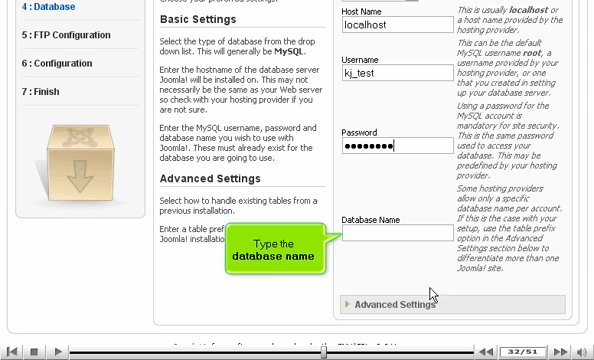 4 : Database
5 : FTP Configuration
6 : Configuration
7 : Finish
Basic Settings
Select the type of database from the drop
down list. This will generally be MySQL.
Enter the hostname of the database server
Joomla! will be installed on. This may not
necessarily be the same as your Web server
so check with your hosting provider if you
are not sure.
Enter the MySQL username, password and
database name you wish to use with
Joomla!. These must already exist for the
database you are going to use.
Advanced Settings
Select how to handle existing tables from a
previous installation.
Enter a table pref
Joomla! installatio
Type the
database name
Host Name
localhost
This is usually localhost or
a host name provided by the
hosting provider.
Username
kj_test
This can be the default
MySQL username root, a
username provided by your
hosting provider, or one
that you created in setting
up your database server.
Password
Using a password for the
MySQL account is
mandatory for site security.
This is the same password
used to access your
database. This may be
predefined by your hosting
provider.
Database Name
Some hosting providers
allow only a specific
database name per account.
If this is the case with your
setup, use the table prefix
option in the Advanced
Settings section below to
differentiate more than one
Joomla! site.
Advanced Settings
32/51